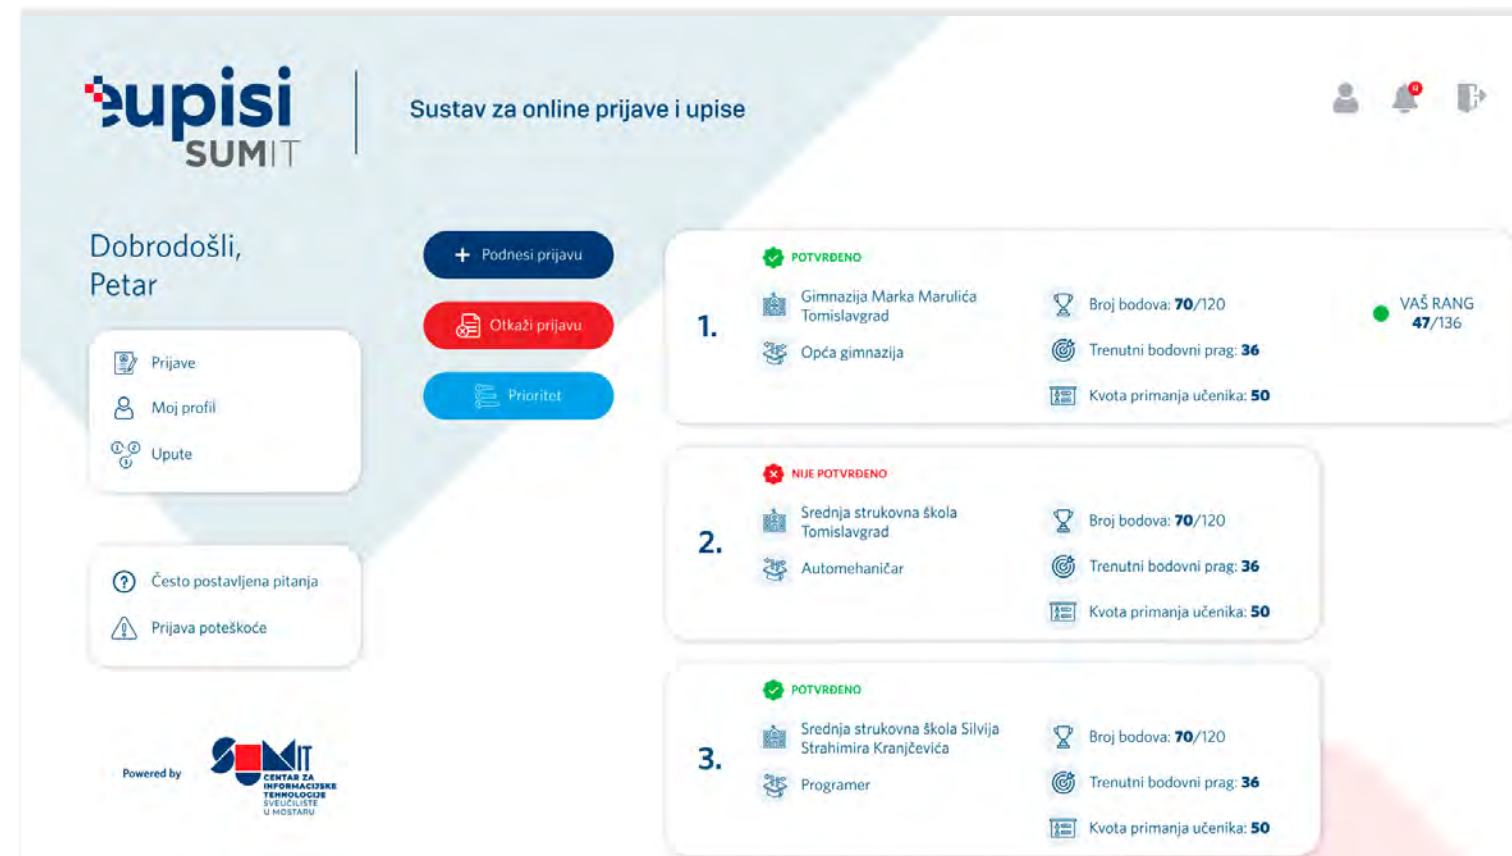 eupisi
SUMIT
Sustav za online prijave i upise
Dobrodošli,
Petar
Prijave
Moj profil
Upute
Često postavljena pitanja
Prijava poteškoće
Powered by
SUMIT
CENTAR ZA
INFORMACIJSKE
TEHNOLOGIJE
SVEUČILIŠTE
U MOSTARU
+ Podnesi prijavu
Otkaži prijavu
Prioritet
1.
POTVRĐENO
Gimnazija Marka Marulića
Tomislavgrad
Opća gimnazija
Broj bodova: 70/120
Trenutni bodovni prag: 36
Kvota primanja učenika: 50
VAŠ RANG
47/136
2.
NIJE POTVRĐENO
Srednja strukovna škola
Tomislavgrad
Automehaničar
Broj bodova: 70/120
Trenutni bodovni prag: 36
Kvota primanja učenika: 50
3.
POTVRĐENO
Srednja strukovna škola Silvija
Strahimira Kranjčevića
Programer
Broj bodova: 70/120
Trenutni bodovni prag: 36
Kvota primanja učenika: 50